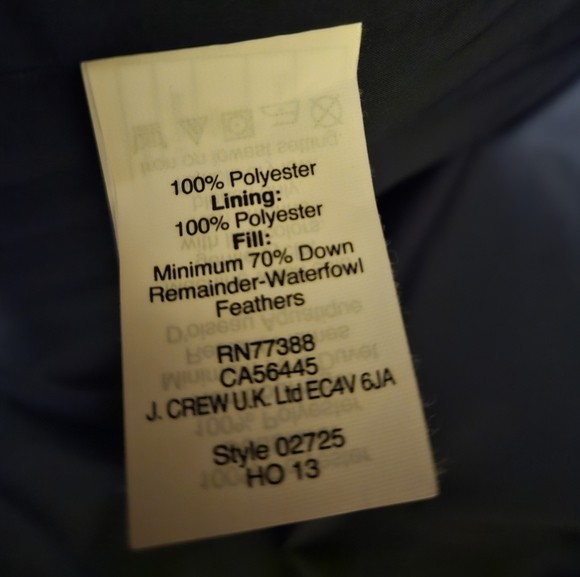 100% Polyester
Lining:
100% Polyester
Fill:
Minimum 70% Down
Remainder-Waterfowl
Feathers
RN77388
CA56445
J. CREW U.K. Ltd EC4V 6JA
Style 02725
HO 13